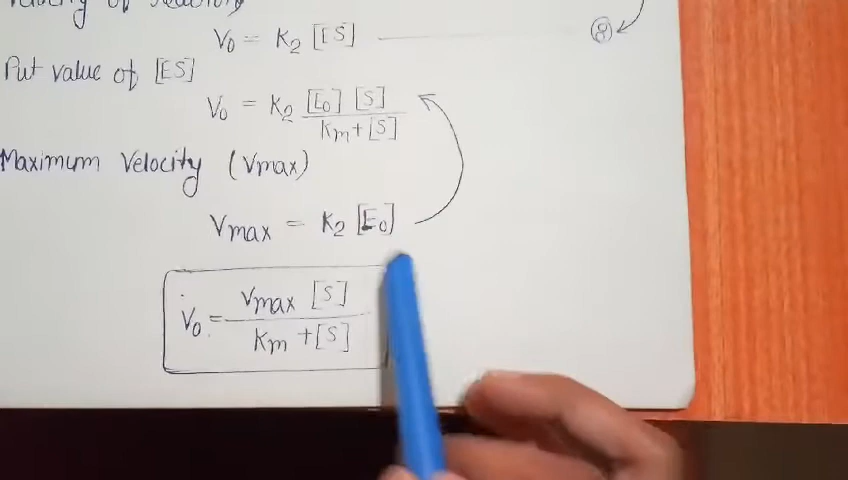 of
V₀ = K₂ [ES] ⑧
Put value of [ES]
V₀ = K₂ [E₀] [S] / Km+[S]
Maximum Velocity (Vmax)
Vmax = K₂ [E₀]
V₀ = Vmax [S] / Km +[S]